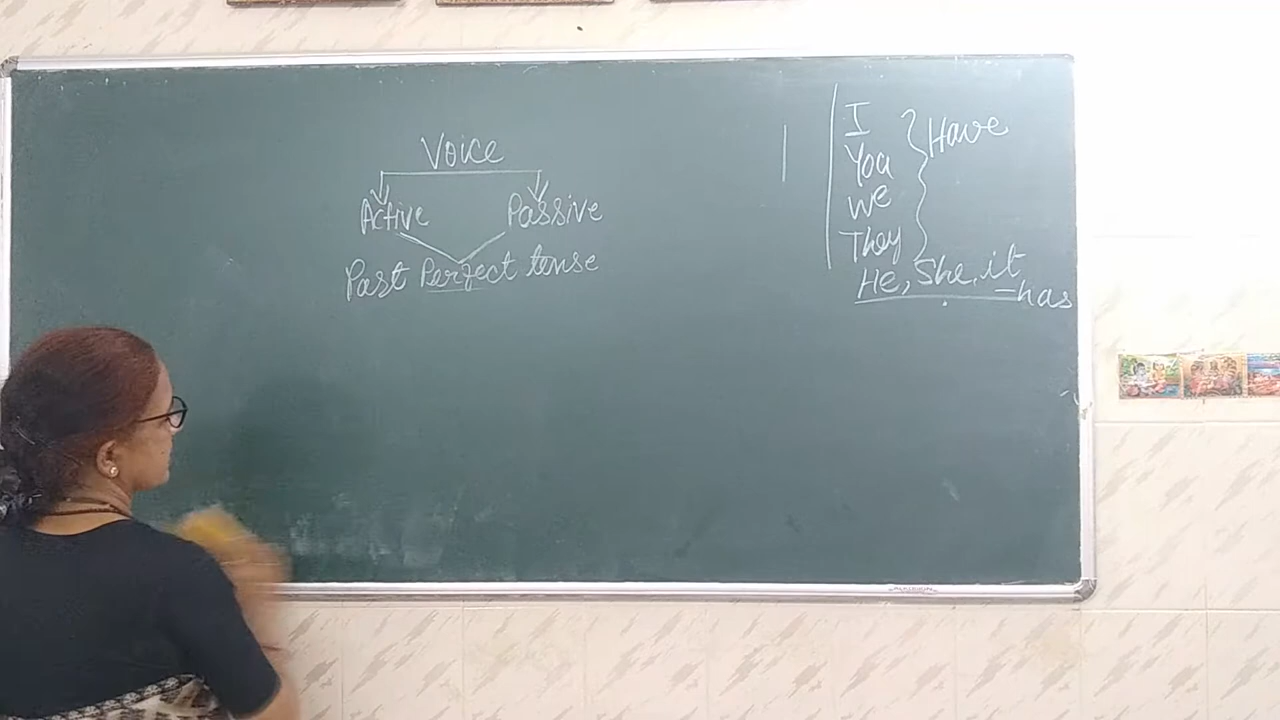 Voice
Active Passive
Past Perfect tense
I
You
We
They
Have
He, She, it
- has